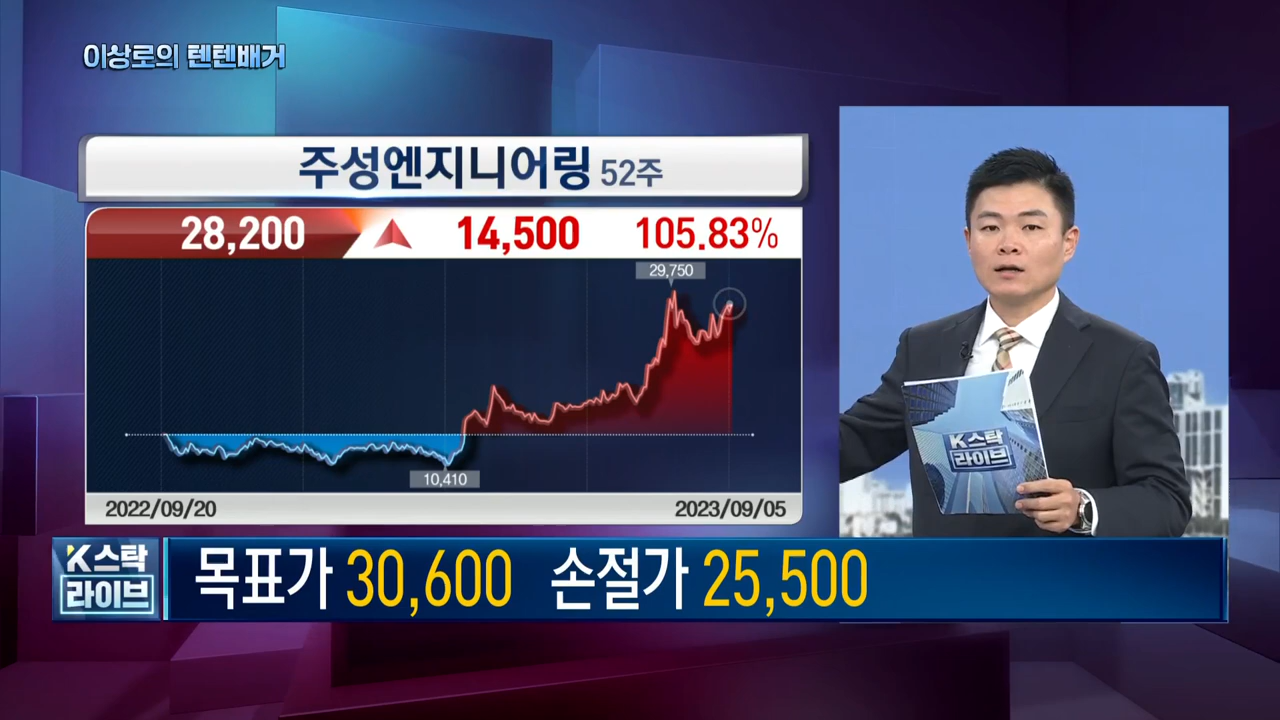 이상로의 텐텐배거
주성엔지니어링 52주
28,200 ▲ 14,500 105.83%
29,750
10,410
2022/09/20 2023/09/05
K스탁
라이브
K스탁
라이브
목표가 30,600 손절가 25,500